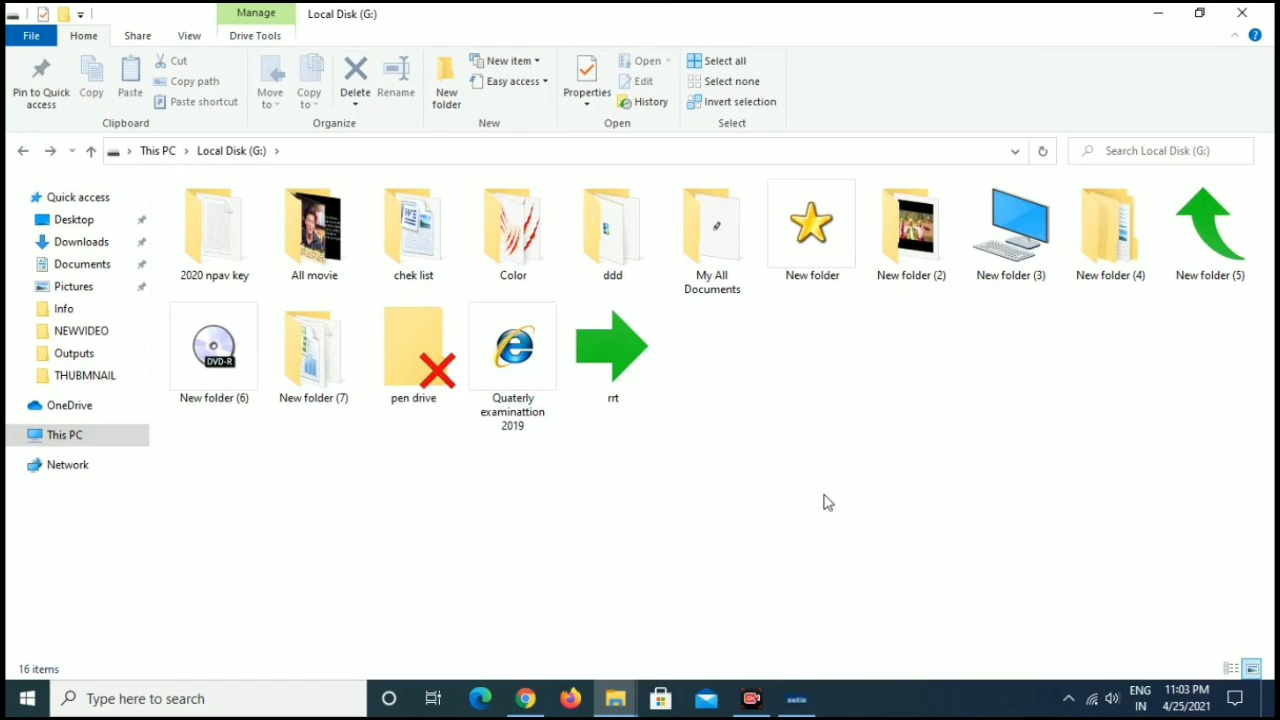 Manage
Local Disk (G:)
File
Home
Share
View
Drive Tools
Pin to Quick access
Copy
Paste
Cut
Copy path
Paste shortcut
Clipboard
Move to
Copy to
Delete
Rename
Organize
New folder
New item
Easy access
New
Properties
Open
Edit
History
Open
Select all
Select none
Invert selection
Select
This PC
Local Disk (G:)
Search Local Disk (G:)
Quick access
Desktop
Downloads
Documents
Pictures
Info
NEWVIDEO
Outputs
THUBMNAIL
OneDrive
This PC
Network
2020 npav key
All movie
chek list
Color
ddd
My All Documents
New folder
New folder (2)
New folder (3)
New folder (4)
New folder (5)
DVD-R
New folder (6)
New folder (7)
pen drive
Quaterly
examinattion
2019
rrt
16 items
Type here to search
ENG
IN
11:03 PM
4/25/2021